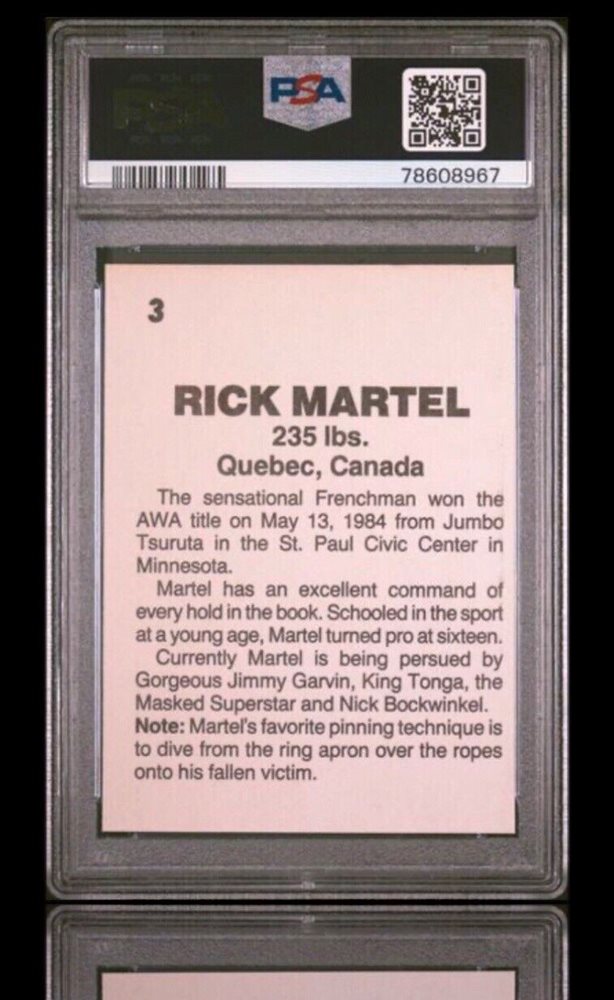 PSA
78608967
3
RICK MARTEL
235 lbs.
Quebec, Canada
The sensational Frenchman won the
AWA title on May 13, 1984 from Jumbo
Tsuruta in the St. Paul Civic Center in
Minnesota.
Martel has an excellent command of
every hold in the book. Schooled in the sport
at a young age, Martel turned pro at sixteen.
Currently Martel is being persued by
Gorgeous Jimmy Garvin, King Tonga, the
Masked Superstar and Nick Bockwinkel.
Note: Martel's favorite pinning technique is
to dive from the ring apron over the ropes
onto his fallen victim.